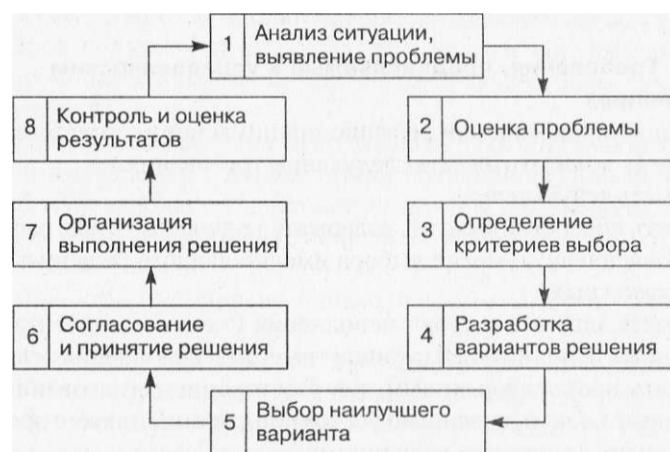 1 Анализ ситуации,
выявление проблемы
2 Оценка проблемы
3 Определение
критериев выбора
4 Разработка
вариантов решения
5 Выбор наилучшего
варианта
6 Согласование
и принятие решения
7 Организация
выполнения решения
8 Контроль и оценка
результатов